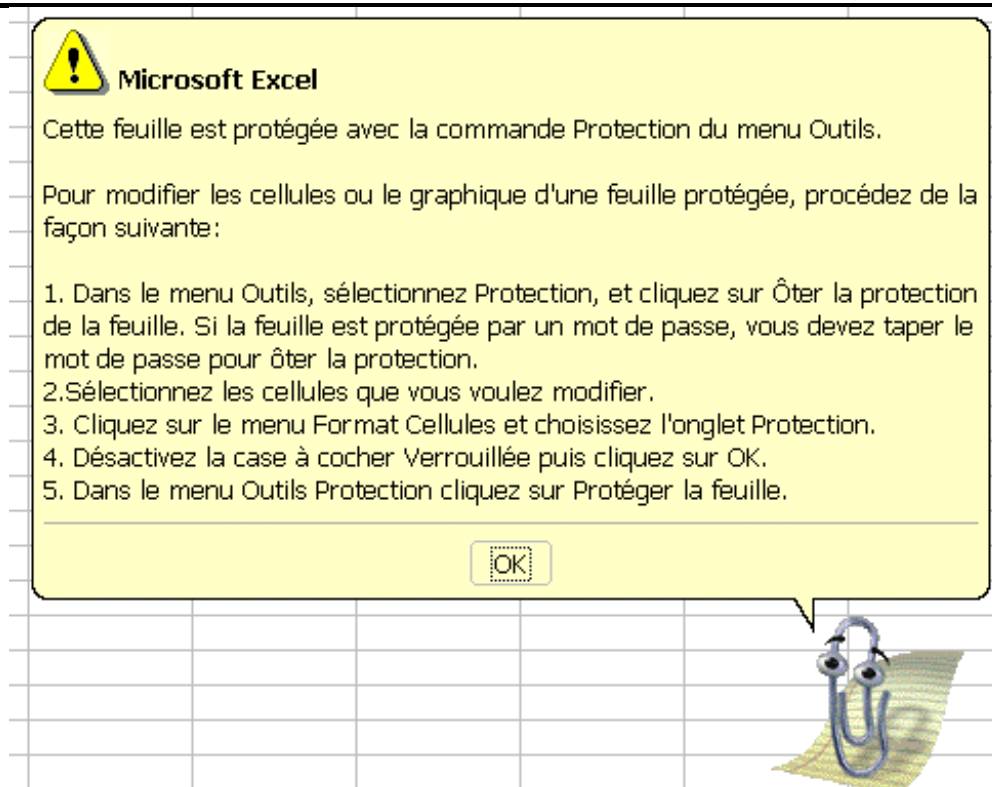 Microsoft Excel
Cette feuille est protégée avec la commande Protection du menu Outils.
Pour modifier les cellules ou le graphique d'une feuille protégée, procédez de la
façon suivante:
1. Dans le menu Outils, sélectionnez Protection, et cliquez sur Ôter la protection
de la feuille. Si la feuille est protégée par un mot de passe, vous devez taper le
mot de passe pour ôter la protection.
2.Sélectionnez les cellules que vous voulez modifier.
3. Cliquez sur le menu Format Cellules et choisissez l'onglet Protection.
4. Désactivez la case à cocher Verrouillée puis cliquez sur OK.
5. Dans le menu Outils Protection cliquez sur Protéger la feuille.
OK